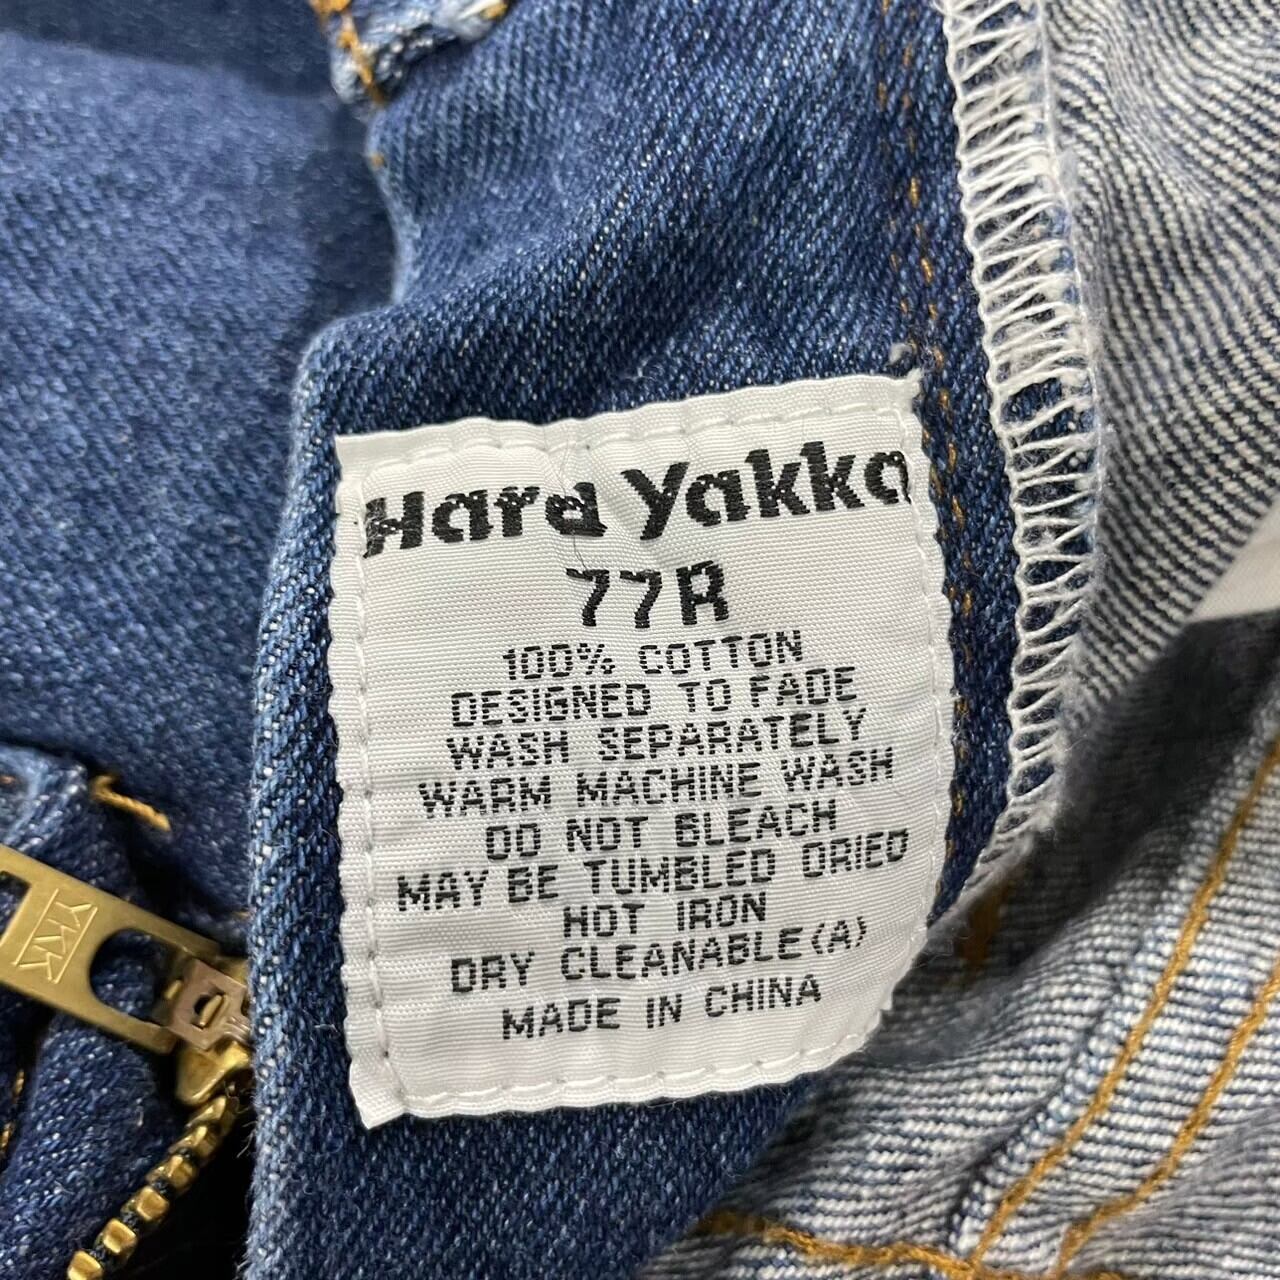 Hard Yakka
77R
100% COTTON
DESIGNED TO FADE
WASH SEPARATELY
WARM MACHINE WASH
DO NOT BLEACH
MAY BE TUMBLED DRIED
HOT IRON
DRY CLEANABLE (A)
MADE IN CHINA
YKK